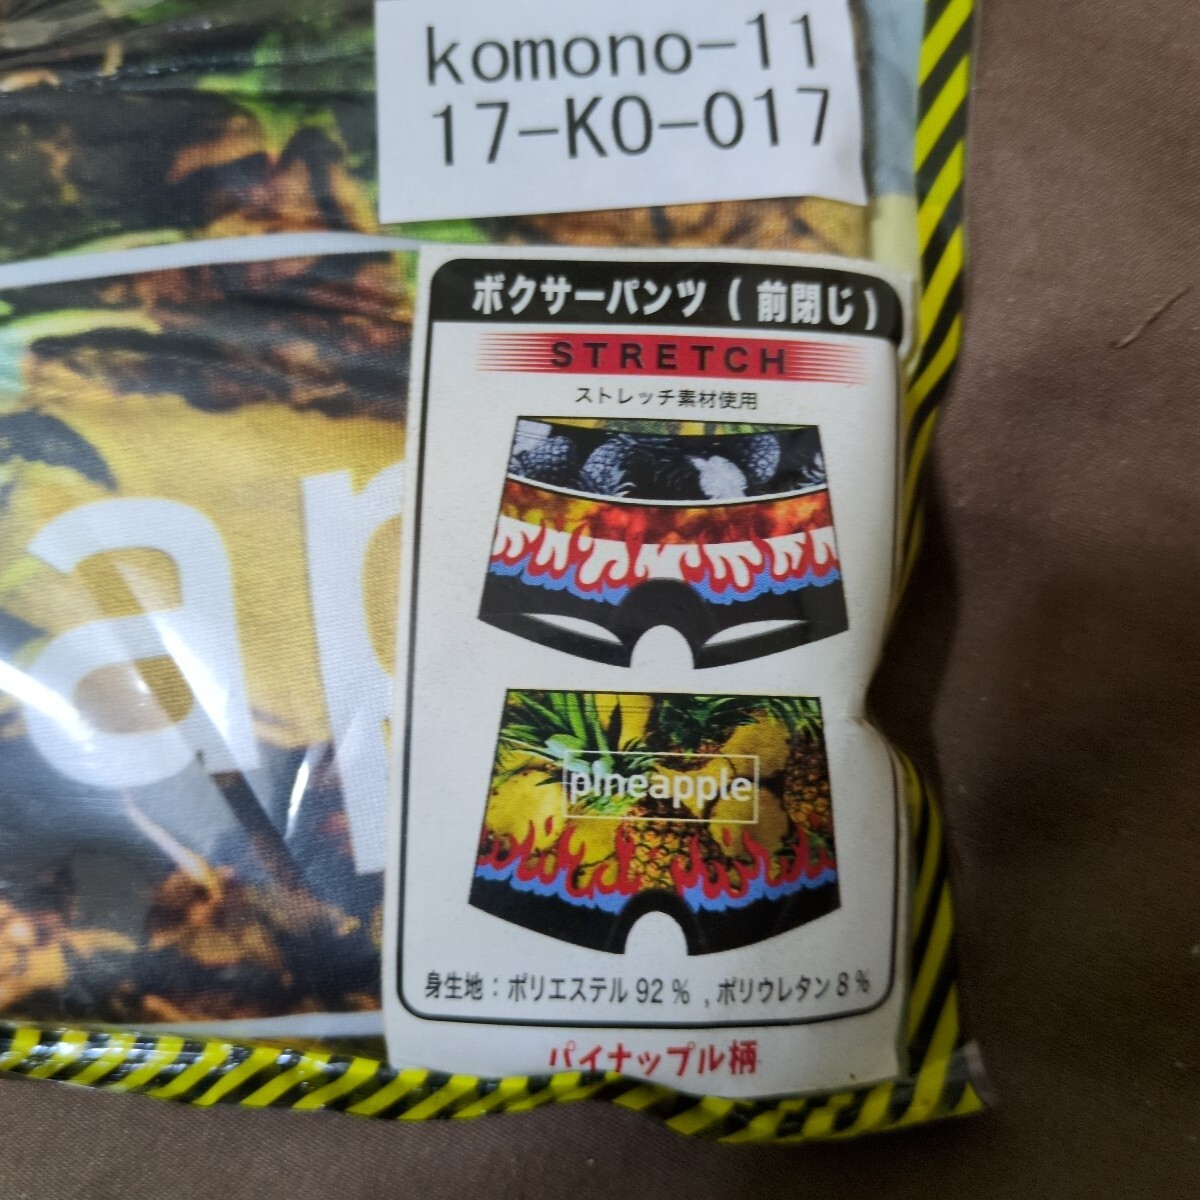 komono-11
17-KO-017
ap
ボクサーパンツ ( 前閉じ )
STRETCH
ストレッチ素材使用
pineapple
身生地 : ポリエステル 92 % , ポリウレタン 8 %
パイナップル柄